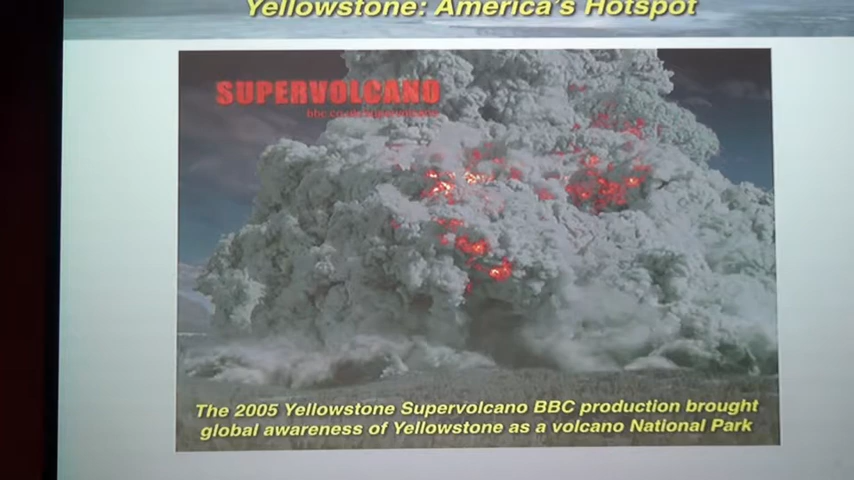 Yellowstone: America's Hotspot
SUPERVOLCANO
The 2005 Yellowstone Supervolcano BBC production brought
global awareness of Yellowstone as a volcano National Park